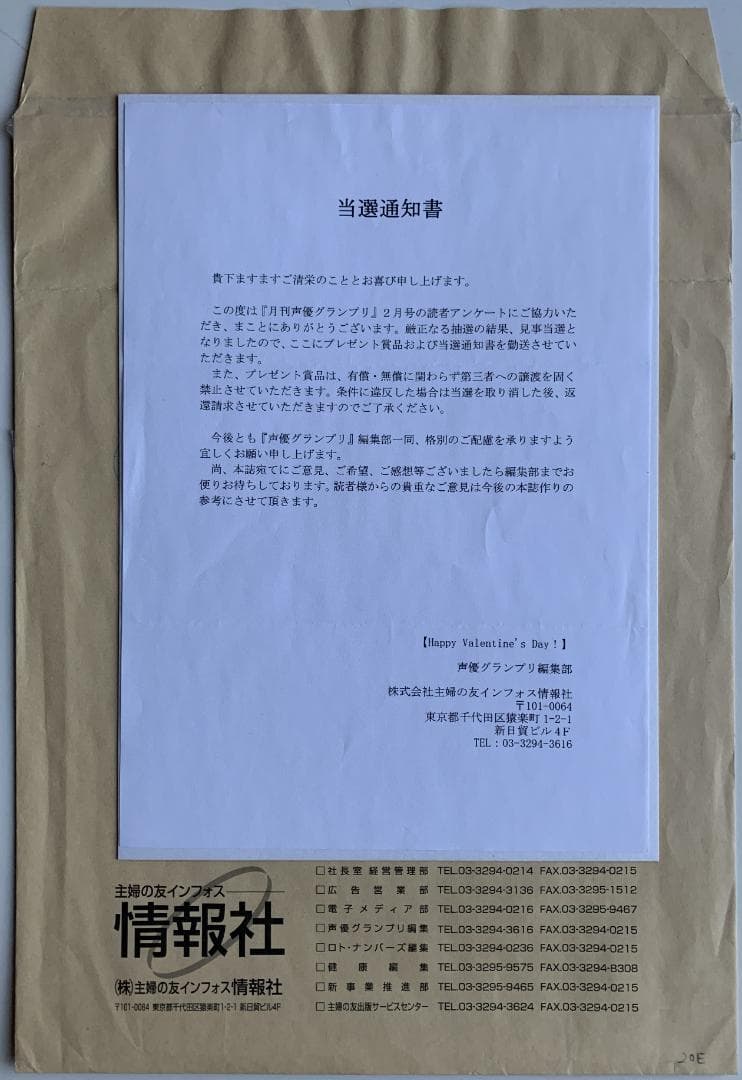 当選通知書
貴下ますますご清栄のこととお喜び申し上げます。
この度は『月刊声優グランプリ』2月号の読者アンケートにご協力いた
だき、まことにありがとうございます。厳正なる抽選の結果、見事当選と
なりましたので、ここにプレゼント賞品および当選通知書を勤送させてい
ただきます。
また、プレゼント賞品は、有償・無償に関わらず第三者への譲渡を固く
禁止させていただきます。条件に違反した場合は当選を取り消した後、返
還請求させていただきますのでご了承ください。
今後とも『声優グランプリ』編集部一同、格別のご配慮を承りますよう
宜しくお願い申し上げます。
尚、本誌宛てにご意見、ご希望、ご感想等ございましたら編集部までお
便りお待ちしております。読者様からの貴重なご意見は今後の本誌作りの
参考にさせて頂きます。
【Happy Valentine's Day!】
声優グランプリ編集部
株式会社主婦の友インフォス情報社
〒101-0064
東京都千代田区猿楽町1-2-1
新日貿ビル4F
TEL:03-3294-3616
主婦の友インフォス
情報社
(株)主婦の友インフォス情報社
〒101-0064 東京都千代田区猿楽町1-2-1 新日貿ビル4F
□社長室 経営管理部 TEL.03-3294-0214 FAX.03-3294-0215
□広告営業部 TEL.03-3294-3136 FAX.03-3295-1512
□電子メディア部 TEL.03-3294-0216 FAX.03-3295-9467
□声優グランプリ編集 TEL.03-3294-3616 FAX.03-3294-0215
□ロト・ナンバーズ編集 TEL.03-3294-0236 FAX.03-3294-0215
□健康編集 TEL.03-3295-9575 FAX.03-3294-8308
□新事業推進部 TEL.03-3295-9465 FAX.03-3294-0215
□主婦の友出版サービスセンター TEL.03-3294-3624 FAX.03-3294-0215